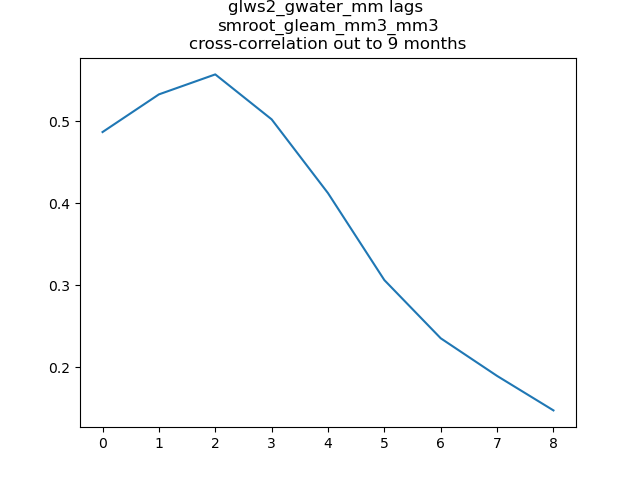 glws2_gwater_mm lags
smroot_gleam_mm3_mm3
cross-correlation out to 9 months
0.5
0.4
0.3
0.2
0 1 2 3 4 5 6 7 8